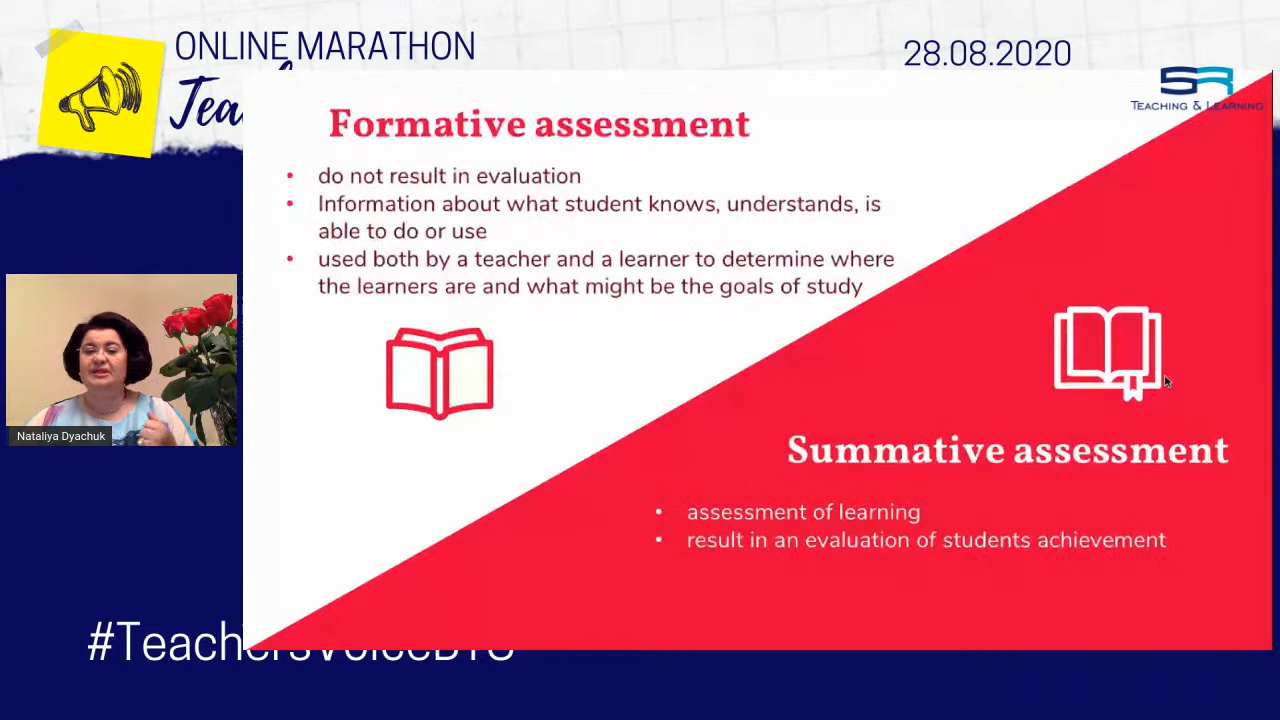 ONLINE MARATHON
28.08.2020
TEACHING & LEARNING
Formative assessment
• do not result in evaluation
• Information about what student knows, understands, is
able to do or use
• used both by a teacher and a learner to determine where
the learners are and what might be the goals of study
Nataliya Dyachuk
Summative assessment
• assessment of learning
• result in an evaluation of students achievement